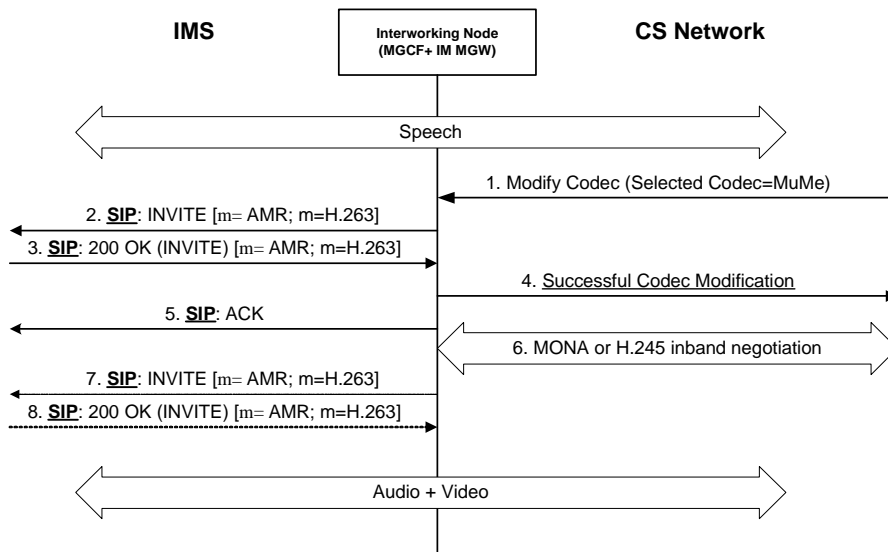 IMS
Interworking Node
(MGCF+ IM MGW)
CS Network
Speech
1. Modify Codec (Selected Codec=MuMe)
2. SIP: INVITE [m= AMR; m=H.263]
3. SIP: 200 OK (INVITE) [m= AMR; m=H.263]
4. Successful Codec Modification
5. SIP: ACK
6. MONA or H.245 inband negotiation
7. SIP: INVITE [m= AMR; m=H.263]
8. SIP: 200 OK (INVITE) [m= AMR; m=H.263]
Audio + Video